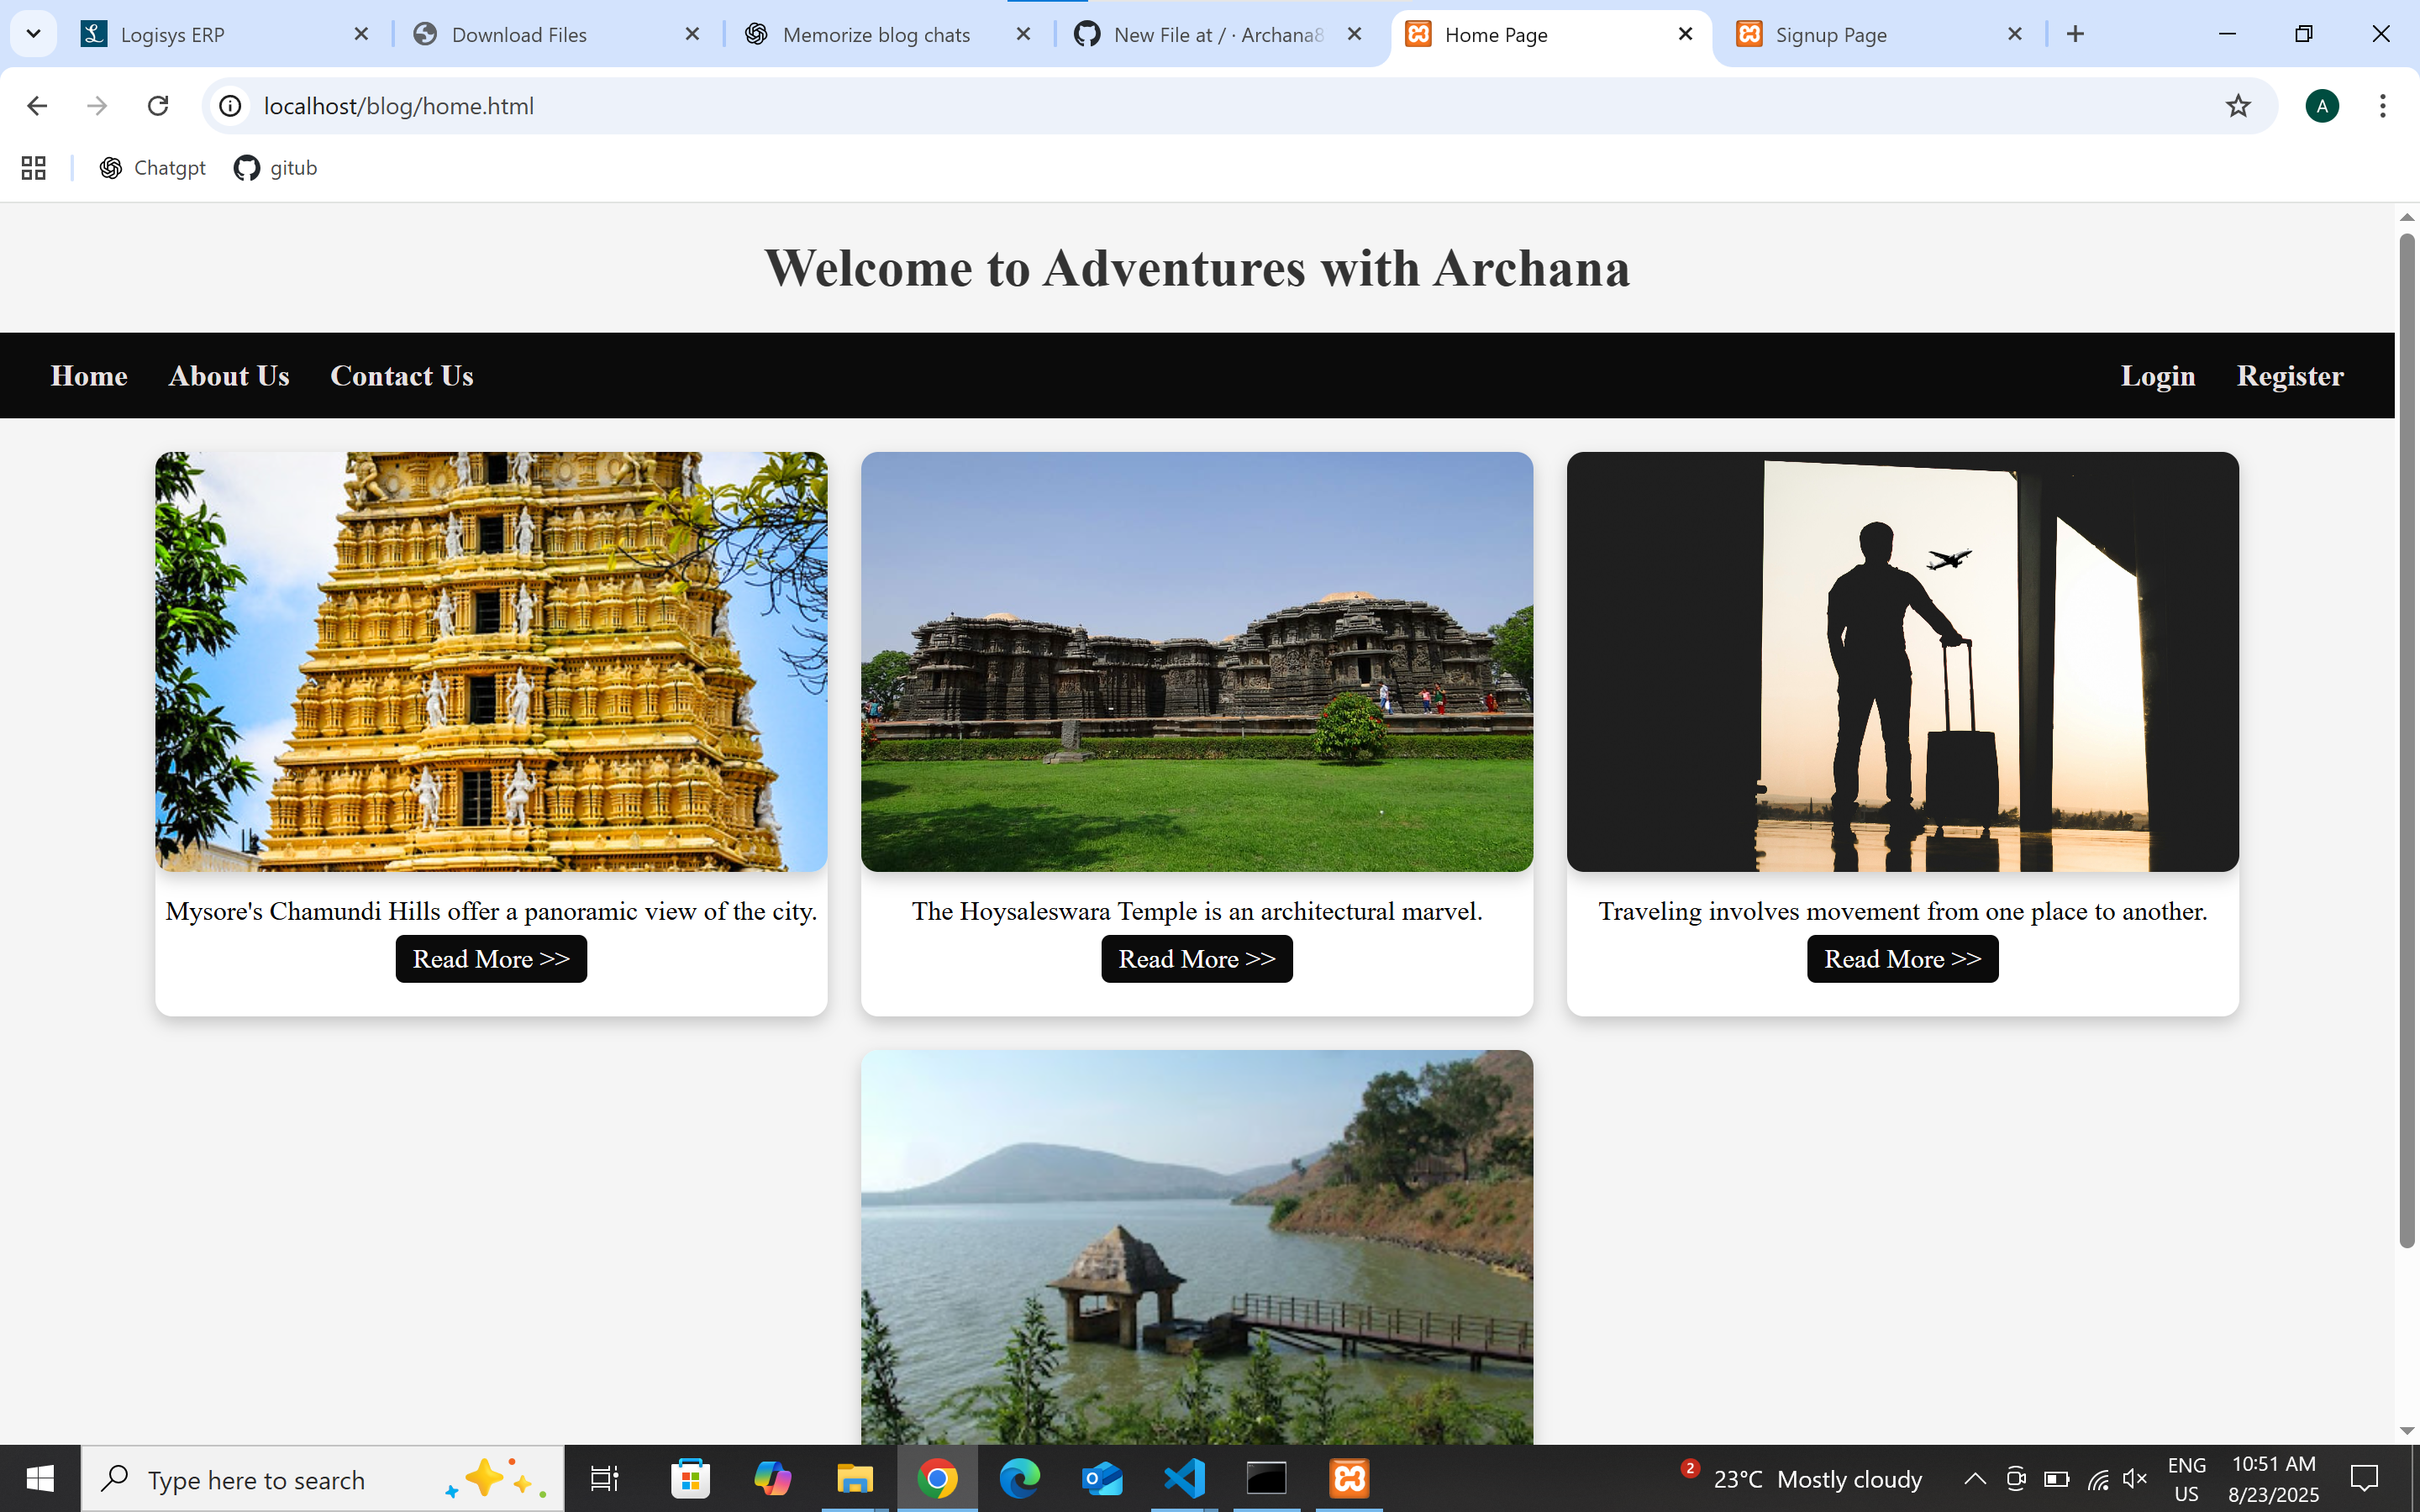 Logisys ERP
Download Files
Memorize blog chats
New File at / · Archana8
Home Page
Signup Page
localhost/blog/home.html
A
Chatgpt
gitub
Welcome to Adventures with Archana
Home About Us Contact Us Login Register
Mysore's Chamundi Hills offer a panoramic view of the city.
Read More >>
The Hoysaleswara Temple is an architectural marvel.
Read More >>
Traveling involves movement from one place to another.
Read More >>
Type here to search
2
23°C Mostly cloudy
ENG
US
10:51 AM
8/23/2025